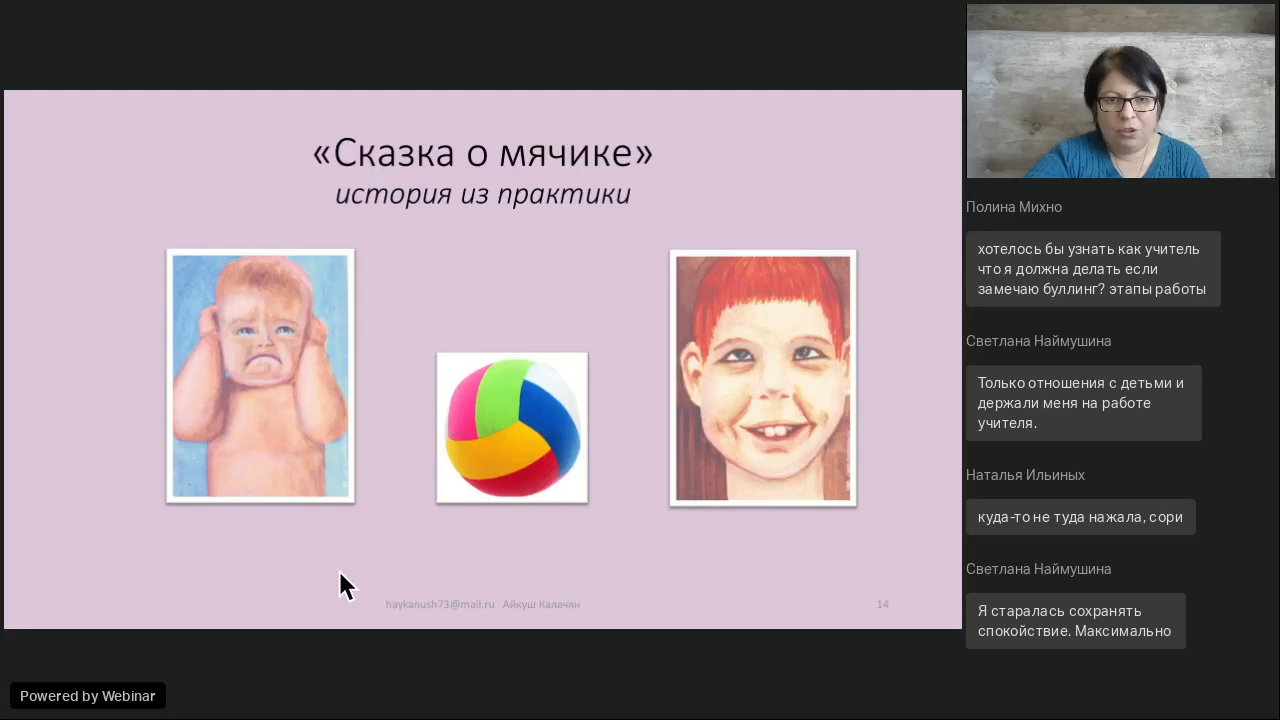 «Сказка о мячике»
история из практики
haykanush73@mail.ru Айкуш Калачян
14
Полина Михно
хотелось бы узнать как учитель
что я должна делать если
замечаю буллинг? этапы работы
Светлана Наймушина
Только отношения с детьми и
держали меня на работе
учителя.
Наталья Ильиных
куда-то не туда нажала, сори
Светлана Наймушина
Я старалась сохранять
спокойствие. Максимально
Powered by Webinar